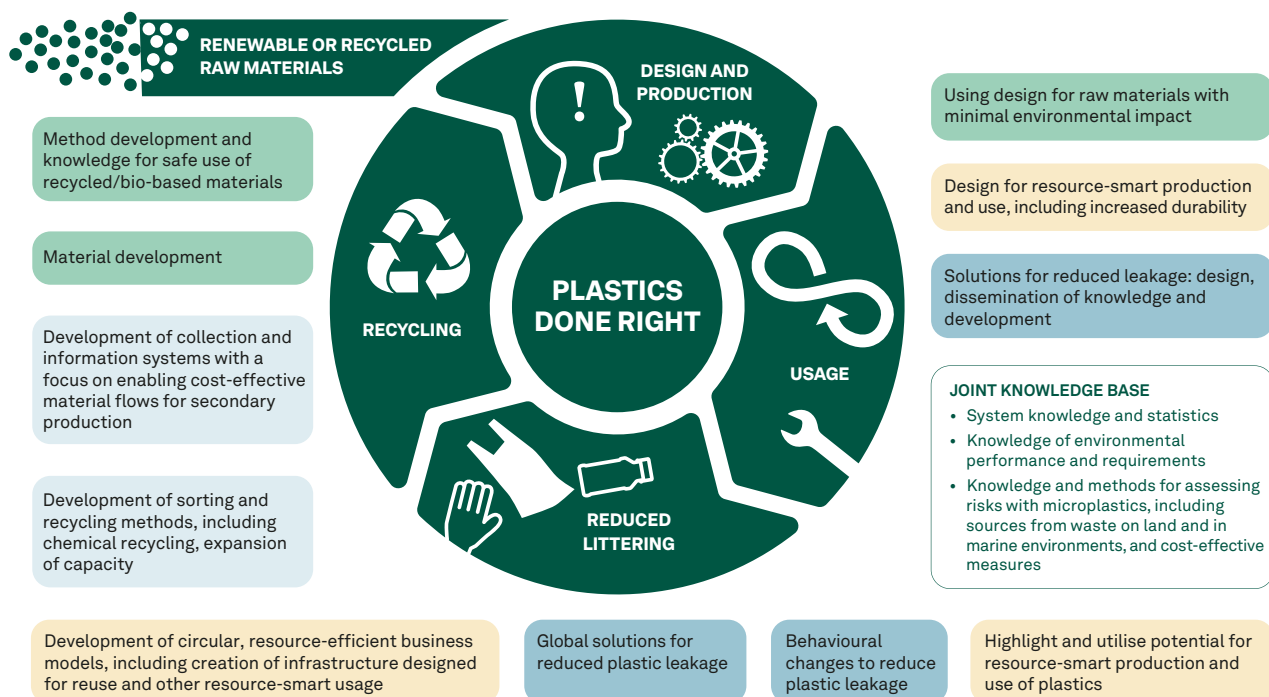 RENEWABLE OR RECYCLED
RAW MATERIALS
DESIGN AND
PRODUCTION
!
USAGE
REDUCED
LITTERING
RECYCLING
PLASTICS
DONE RIGHT
Method development and
knowledge for safe use of
recycled/bio-based materials
Material development
Development of collection and
information systems with a
focus on enabling cost-effective
material flows for secondary
production
Development of sorting and
recycling methods, including
chemical recycling, expansion
of capacity
Using design for raw materials with
minimal environmental impact
Design for resource-smart production
and use, including increased durability
Solutions for reduced leakage: design,
dissemination of knowledge and
development
JOINT KNOWLEDGE BASE
• System knowledge and statistics
• Knowledge of environmental
performance and requirements
• Knowledge and methods for assessing
risks with microplastics, including
sources from waste on land and in
marine environments, and cost-effective
measures
Development of circular, resource-efficient business
models, including creation of infrastructure designed
for reuse and other resource-smart usage
Global solutions for
reduced plastic leakage
Behavioural
changes to reduce
plastic leakage
Highlight and utilise potential for
resource-smart production and
use of plastics